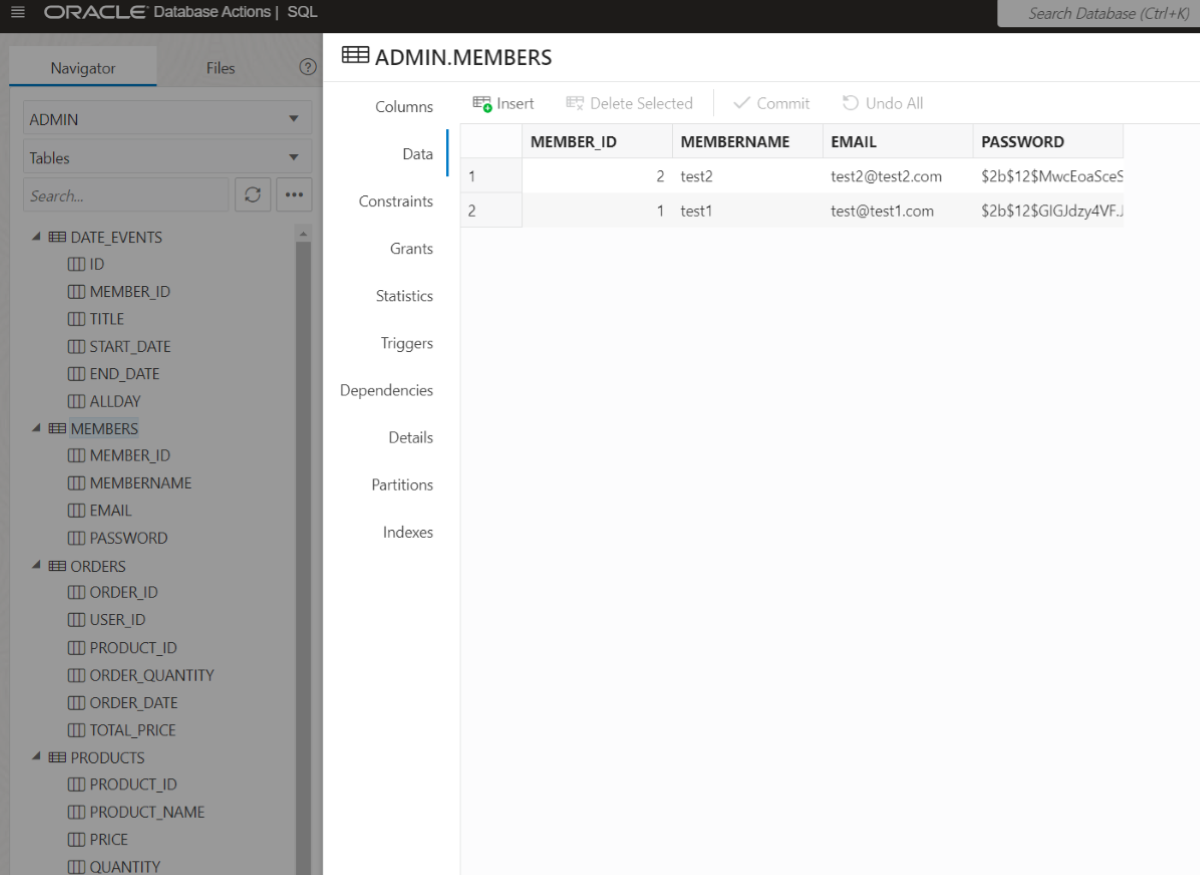 ORACLE Database Actions | SQL
Search Database (Ctrl+K)
Navigator
Files
ADMIN
Tables
Search...
DATE_EVENTS
ID
MEMBER_ID
TITLE
START_DATE
END_DATE
ALLDAY
MEMBERS
MEMBER_ID
MEMBERNAME
EMAIL
PASSWORD
ORDERS
ORDER_ID
USER_ID
PRODUCT_ID
ORDER_QUANTITY
ORDER_DATE
TOTAL_PRICE
PRODUCTS
PRODUCT_ID
PRODUCT_NAME
PRICE
QUANTITY
ADMIN.MEMBERS
Columns
Data
Constraints
Grants
Statistics
Triggers
Dependencies
Details
Partitions
Indexes
Insert Delete Selected Commit Undo All
MEMBER_ID MEMBERNAME EMAIL PASSWORD
1 2 test2 test2@test2.com $2b$12$MwcEoaSceS
2 1 test1 test@test1.com